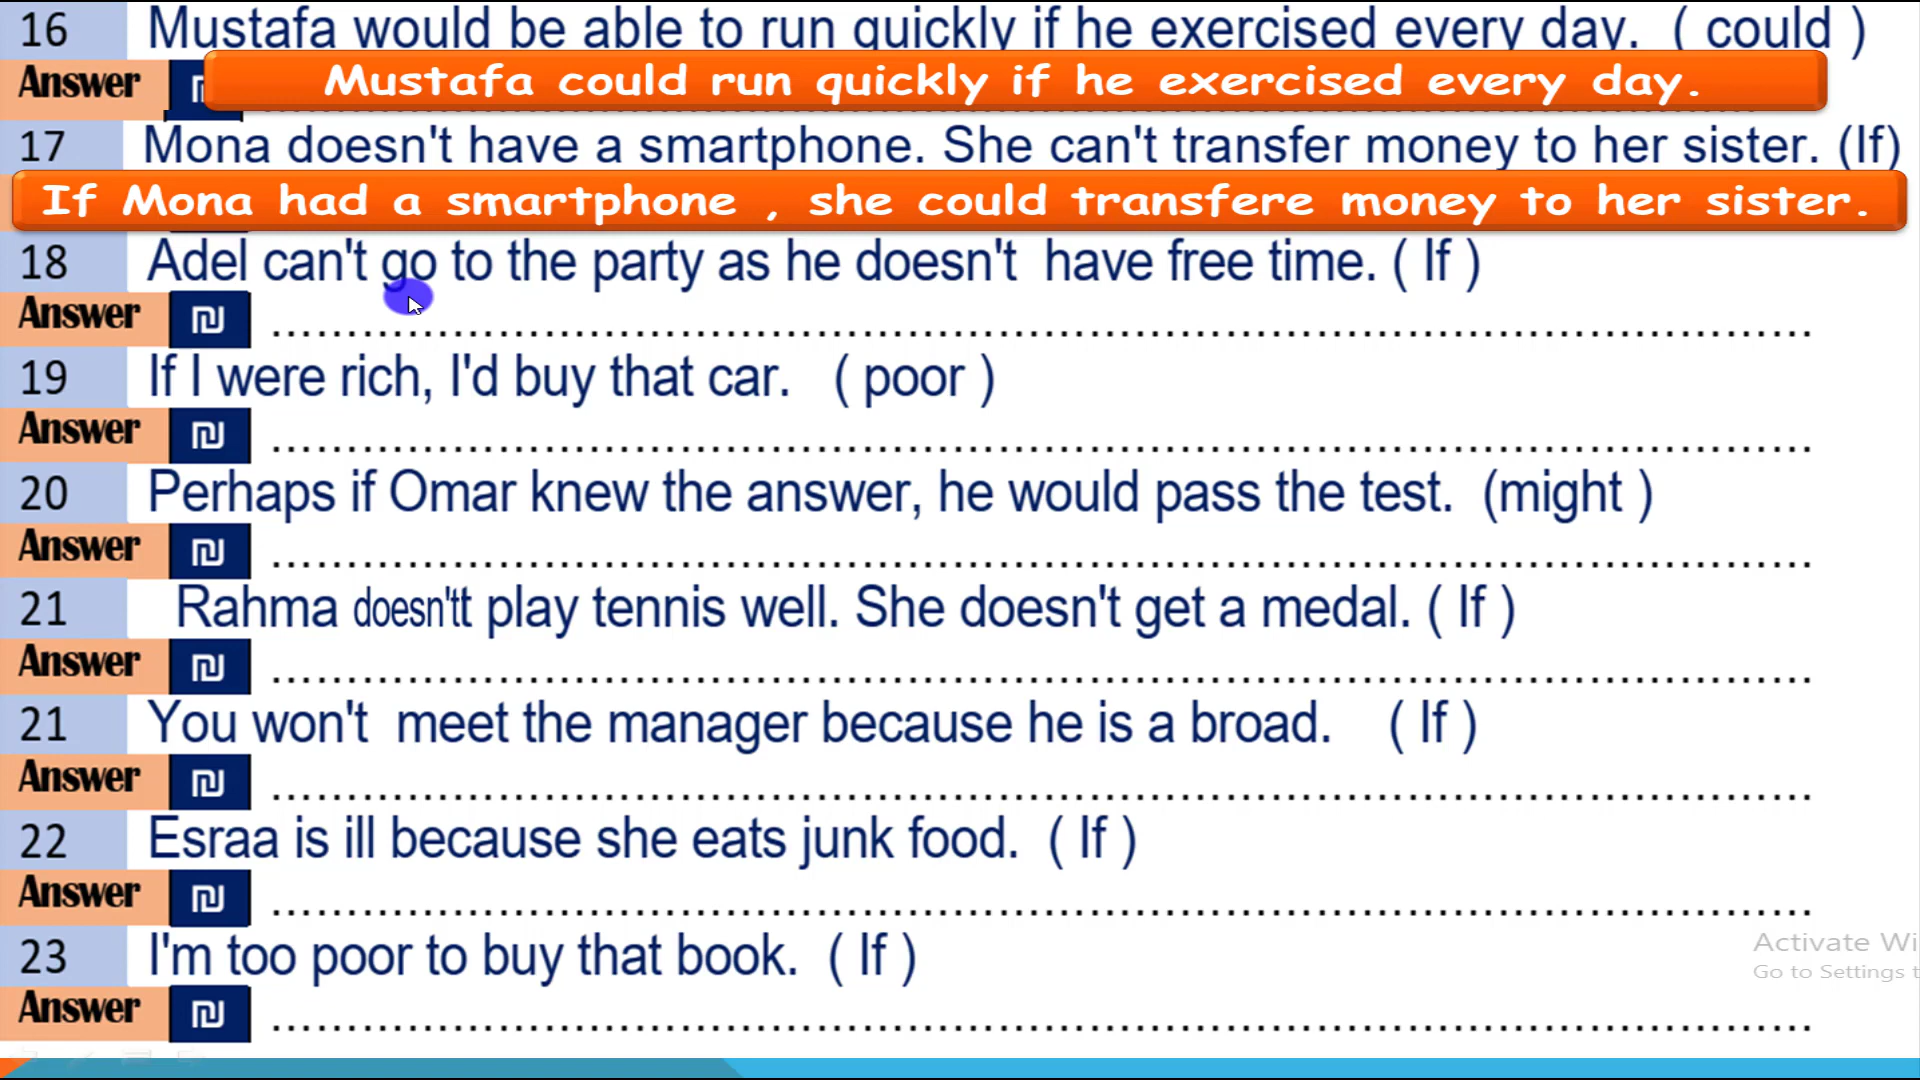 16 Mustafa would be able to run quickly if he exercised every day. ( could )
Answer Mustafa could run quickly if he exercised every day.
17 Mona doesn't have a smartphone. She can't transfer money to her sister. (If)
If Mona had a smartphone , she could transfere money to her sister.
18 Adel can't go to the party as he doesn't have free time. ( If )
Answer ₪ ........................................................................
19 If I were rich, I'd buy that car. ( poor )
Answer ₪ ........................................................................
20 Perhaps if Omar knew the answer, he would pass the test. (might )
Answer ₪ ........................................................................
21 Rahma doesn'tt play tennis well. She doesn't get a medal. ( If )
Answer ₪ ........................................................................
21 You won't meet the manager because he is a broad. ( If )
Answer ₪ ........................................................................
22 Esraa is ill because she eats junk food. ( If )
Answer ₪ ........................................................................
Activate Wi
23 I'm too poor to buy that book. ( If )
Go to Settings t
Answer ₪ ........................................................................